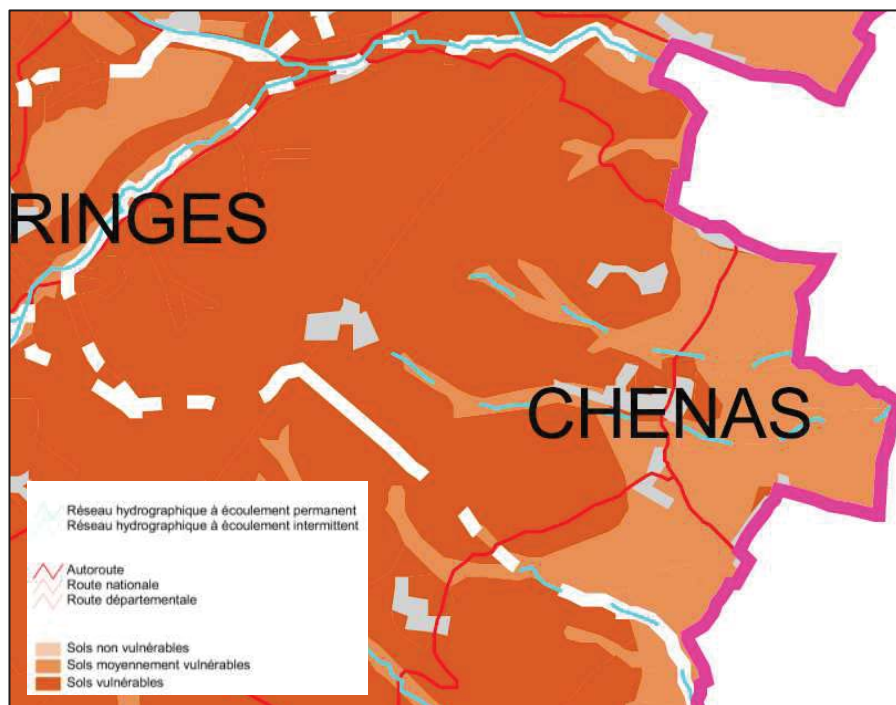 RINGES
CHENAS
Réseau hydrographique à écoulement permanent
Réseau hydrographique à écoulement intermittent
Autoroute
Route nationale
Route départementale
Sols non vulnérables
Sols moyennement vulnérables
Sols vulnérables